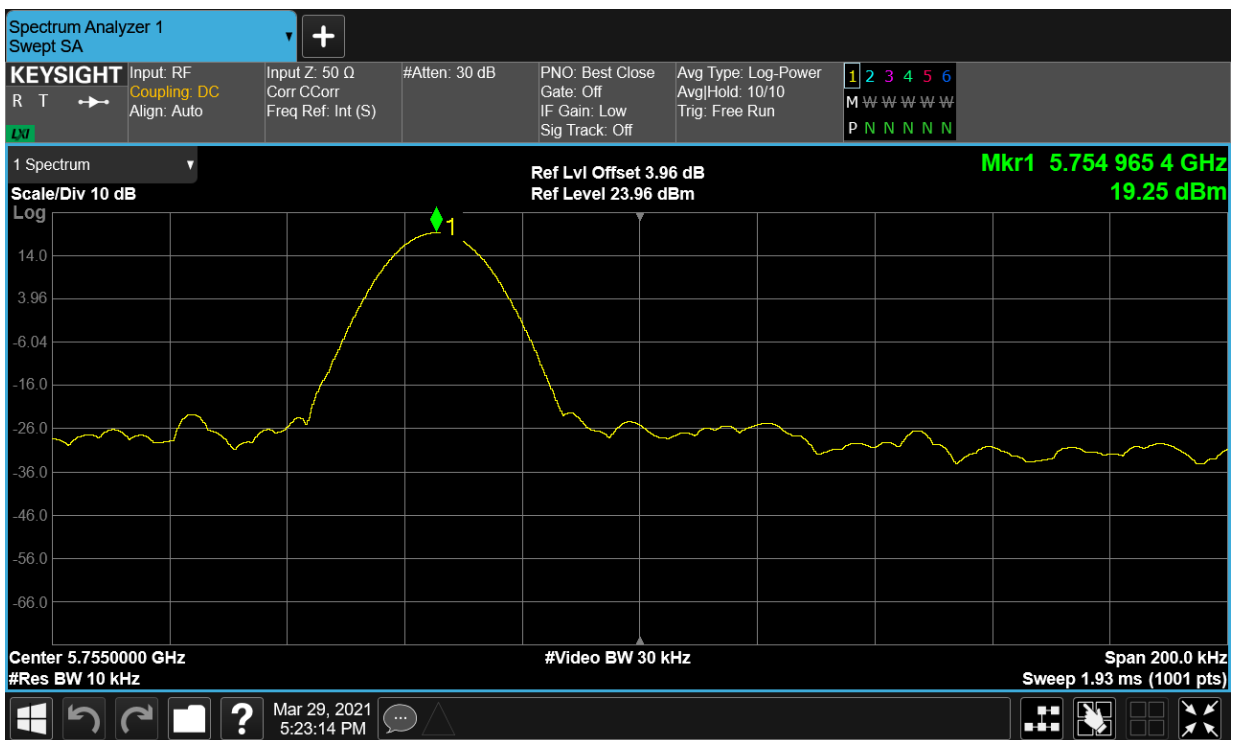 Spectrum Analyzer 1
Swept SA
+
KEYSIGHT
R T
LXI
Input: RF
Coupling: DC
Align: Auto
Input Z: 50 Ω
Corr CCorr
Freq Ref: Int (S)
#Atten: 30 dB
PNO: Best Close
Gate: Off
IF Gain: Low
Sig Track: Off
Avg Type: Log-Power
Avg|Hold: 10/10
Trig: Free Run
1 2 3 4 5 6
M W W W W W
P N N N N N
1 Spectrum
Scale/Div 10 dB
Ref Lvl Offset 3.96 dB
Ref Level 23.96 dBm
Mkr1 5.754 965 4 GHz
19.25 dBm
Log
1
14.0
3.96
-6.04
-16.0
-26.0
-36.0
-46.0
-56.0
-66.0
Center 5.7550000 GHz
#Video BW 30 kHz
Span 200.0 kHz
#Res BW 10 kHz
Sweep 1.93 ms (1001 pts)
?
Mar 29, 2021
5:23:14 PM